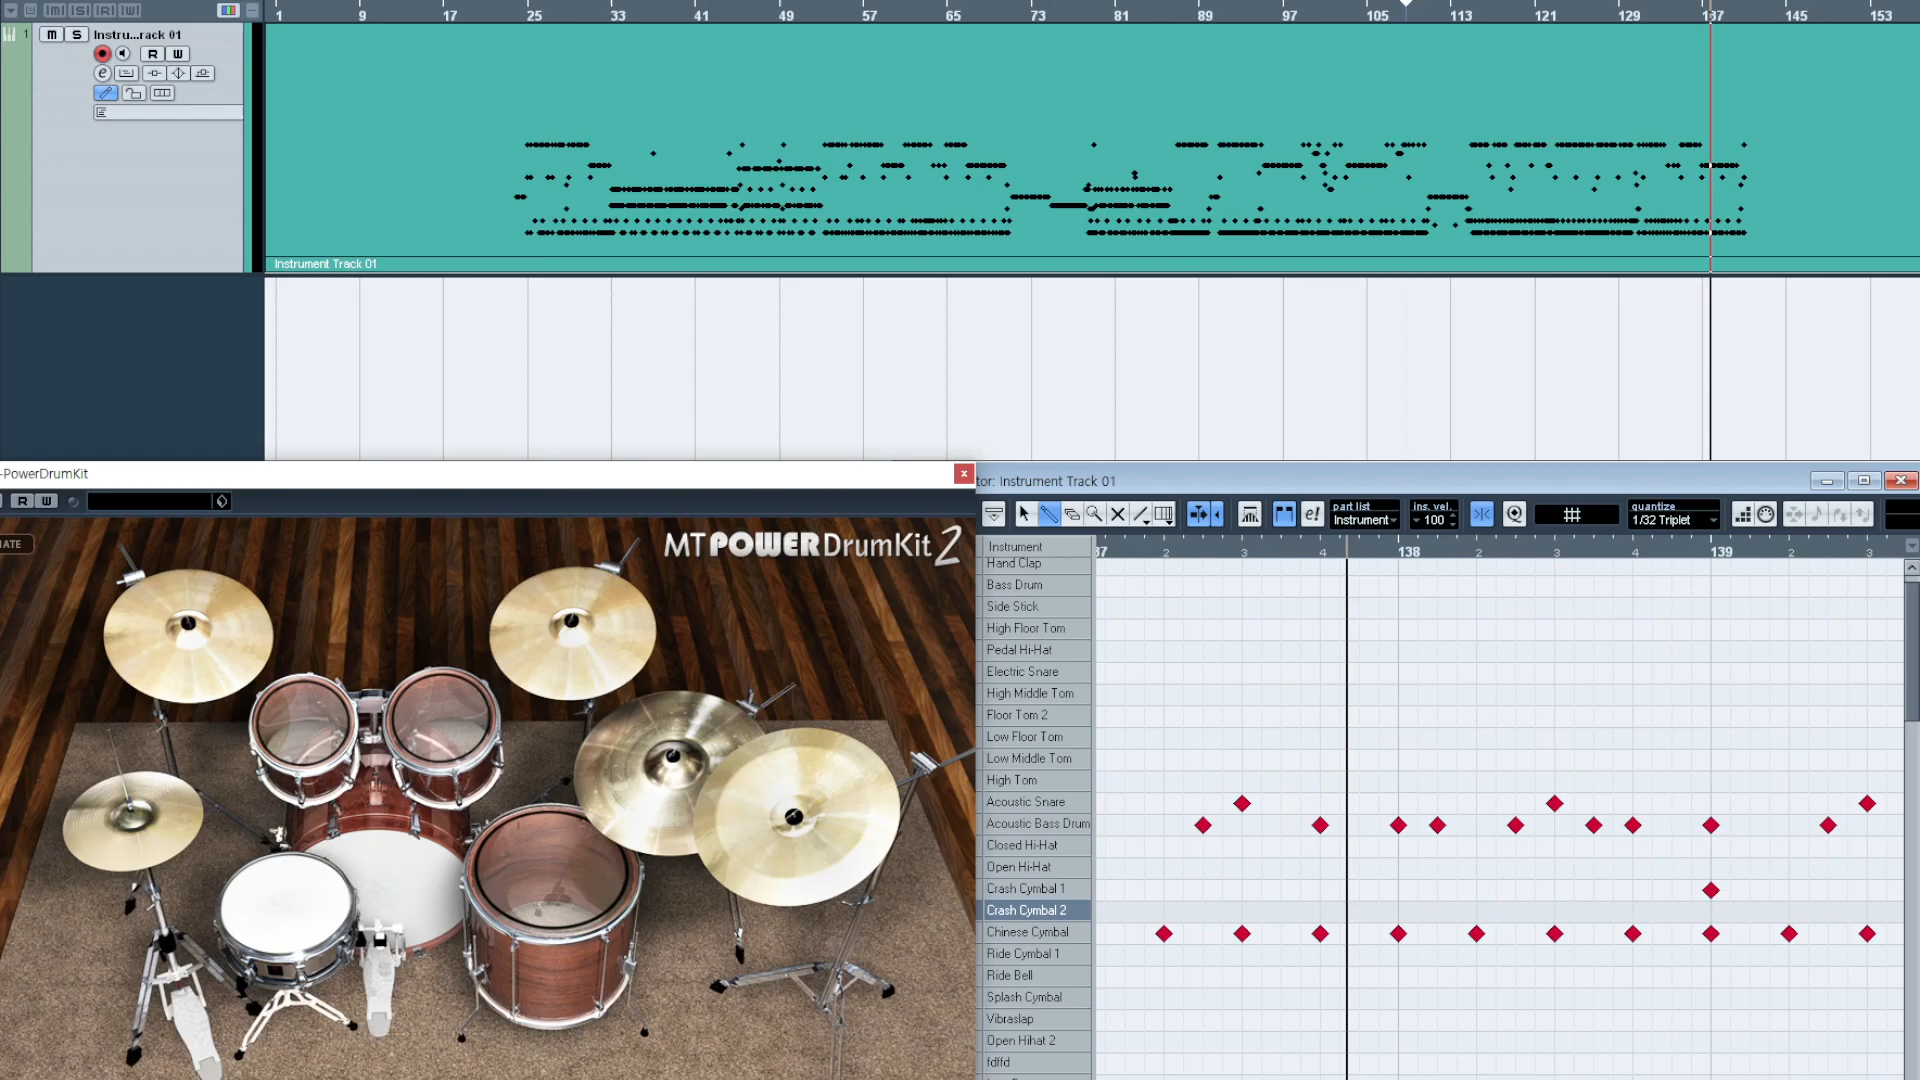 [M] [S] [R] [W]
1 9 17 25 33 41 49 57 65 73 81 89 97 105 113 121 129 137 145 153
1 M S Instru...rack 01
R W
e
Instrument Track 01
-PowerDrumKit x
R W
MT POWER DrumKit 2
tor: Instrument Track 01
e! part list Instrument ins. vel. 100 quantize 1/32 Triplet
Instrument
37 2 3 4 138 2 3 4 139 2 3
Hand Clap
Bass Drum
Side Stick
High Floor Tom
Pedal Hi-Hat
Electric Snare
High Middle Tom
Floor Tom 2
Low Floor Tom
Low Middle Tom
High Tom
Acoustic Snare
Acoustic Bass Drum
Closed Hi-Hat
Open Hi-Hat
Crash Cymbal 1
Crash Cymbal 2
Chinese Cymbal
Ride Cymbal 1
Ride Bell
Splash Cymbal
Vibraslap
Open Hihat 2
fdffd